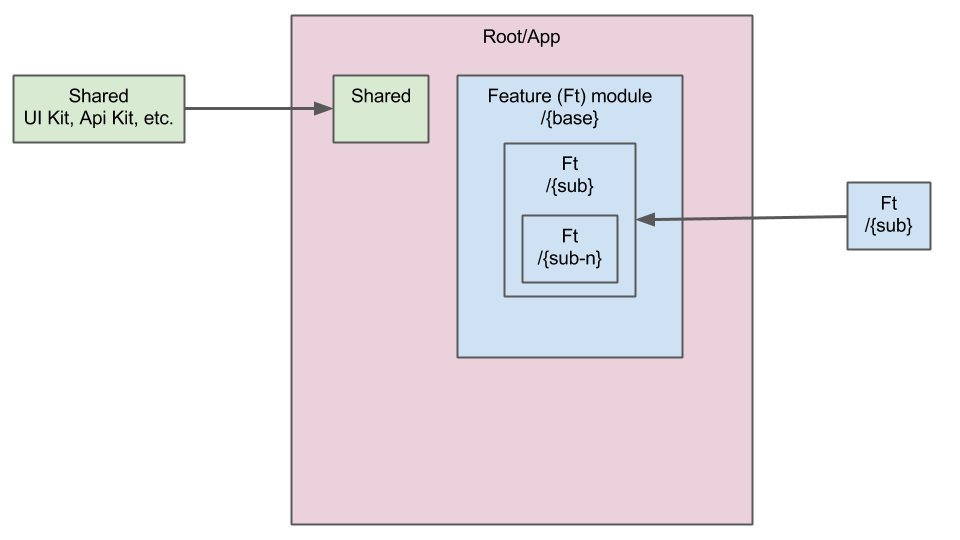 Root/App
Shared
UI Kit, Api Kit, etc.
Shared
Feature (Ft) module
/{base}
Ft
/{sub}
Ft
/{sub-n}
Ft
/{sub}